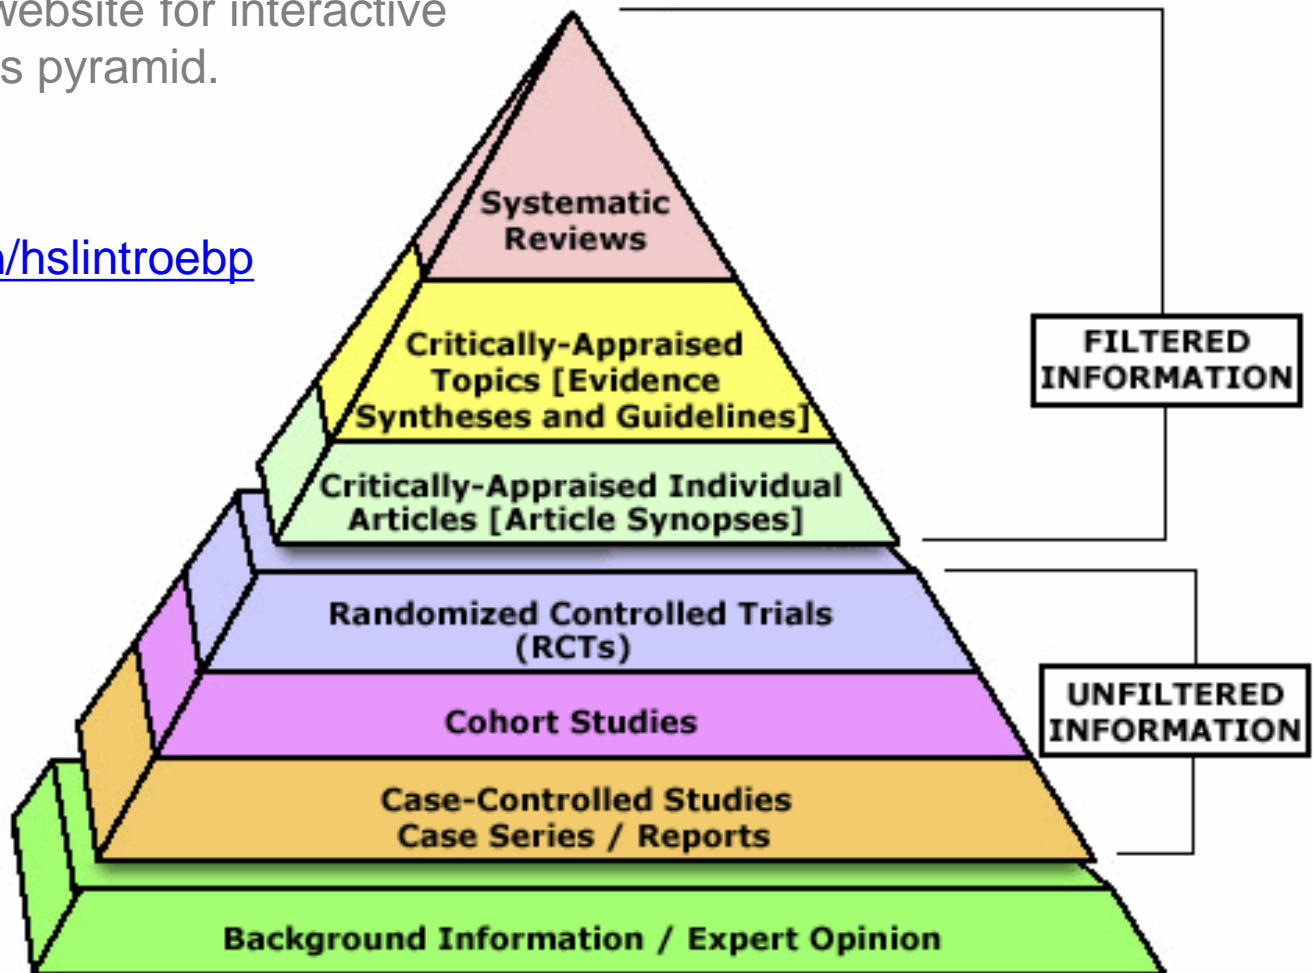 website for interactive
s pyramid.
/hslintroebp
Systematic
Reviews
Critically-Appraised
Topics [Evidence
Syntheses and Guidelines]
Critically-Appraised Individual
Articles [Article Synopses]
FILTERED
INFORMATION
Randomized Controlled Trials
(RCTs)
Cohort Studies
Case-Controlled Studies
Case Series / Reports
UNFILTERED
INFORMATION
Background Information / Expert Opinion